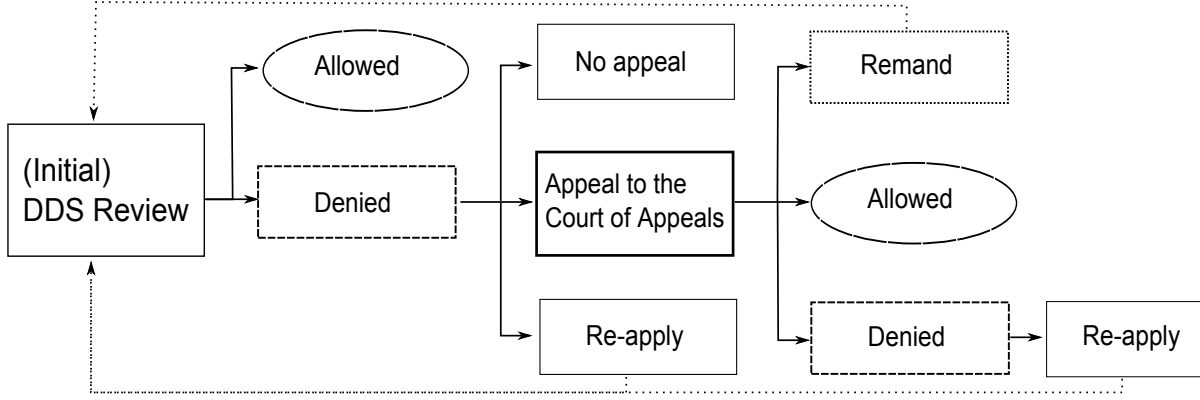 (Initial)
DDS Review
Allowed
Denied
No appeal
Appeal to the
Court of Appeals
Re-apply
Remand
Allowed
Denied
Re-apply